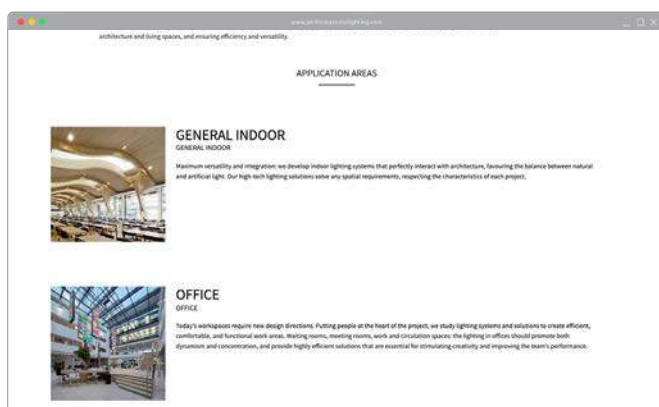 www.performanceinlighting.com
architecture and living spaces, and ensuring efficiency and versatility.
APPLICATION AREAS
GENERAL INDOOR
GENERAL INDOOR
Maximum versatility and integration: we develop indoor lighting systems that perfectly interact with architecture, favouring the balance between natural
and artificial light. Our high-tech lighting solutions solve any spatial requirements, respecting the characteristics of each project.
OFFICE
OFFICE
Today's workspaces require new design directions. Putting people at the heart of the project, we study lighting systems and solutions to create efficient,
comfortable, and functional work areas. Waiting rooms, meeting rooms, work and circulation spaces: the lighting in offices should promote both
dynamism and concentration, and provide highly efficient solutions that are essential for stimulating creativity and improving the team's performance.